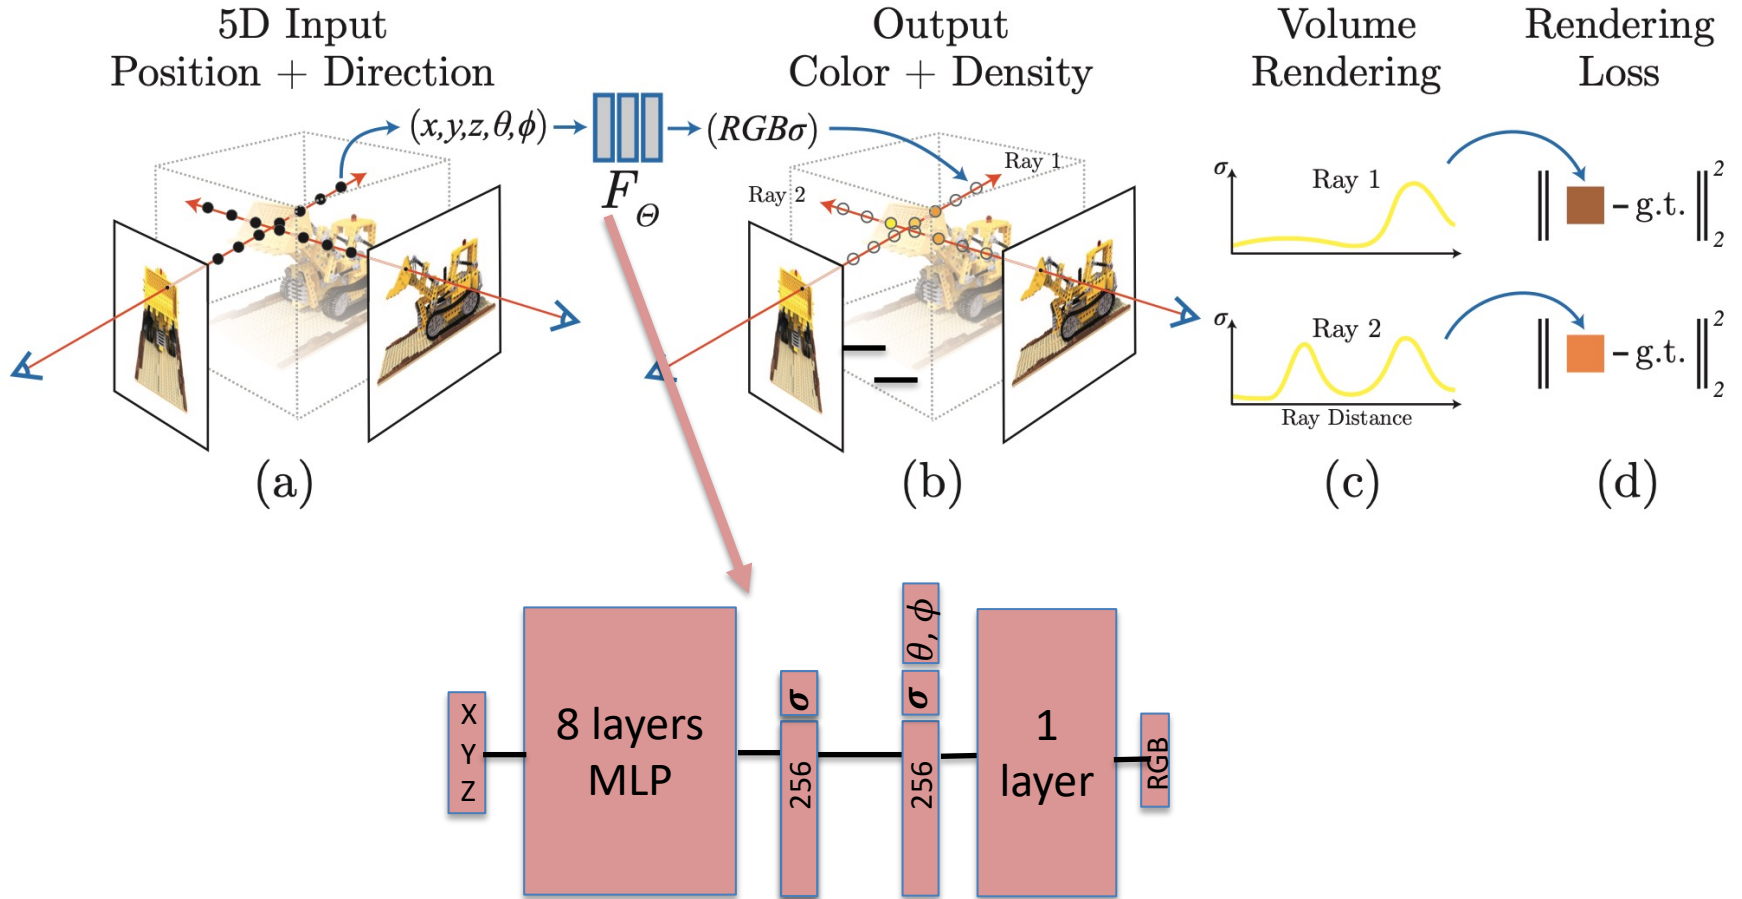 5D Input
Position + Direction
Output
Color + Density
Volume
Rendering
Rendering
Loss
(x,y,z,θ,ϕ)
(RGBσ)
F_Θ
Ray 1
Ray 2
σ
Ray 1
|| – g.t. ||²₂
σ
Ray 2
Ray Distance
|| – g.t. ||²₂
(a)
(b)
(c)
(d)
X
Y
Z
8 layers
MLP
σ
256
θ, ϕ
σ
256
1
layer
RGB